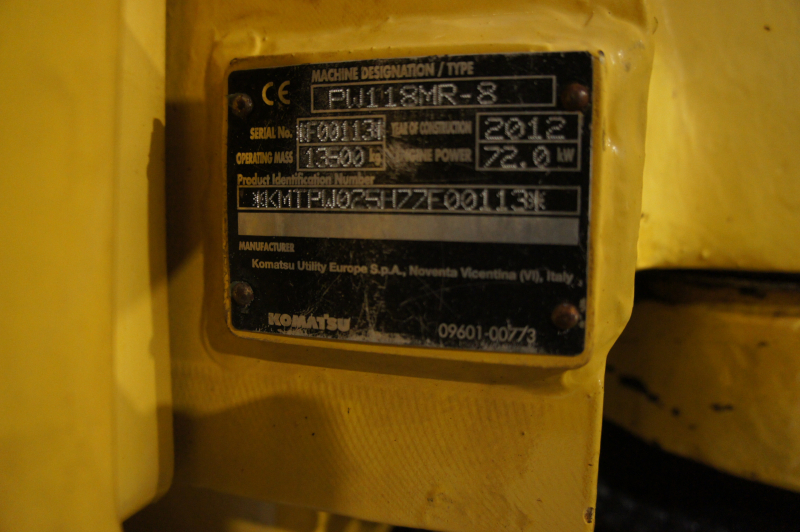 CE MACHINE DESIGNATION / TYPE
PW118MR-8
SERIAL No. *F00113* YEAR OF CONSTRUCTION 2012
OPERATING MASS 13500 kg ENGINE POWER 72.0 kW
Product Identification Number
*KMTPW075H77F00113*
MANUFACTURER
Komatsu Utility Europe S.p.A., Noventa Vicentina (VI), Italy
KOMATSU 09601-00773